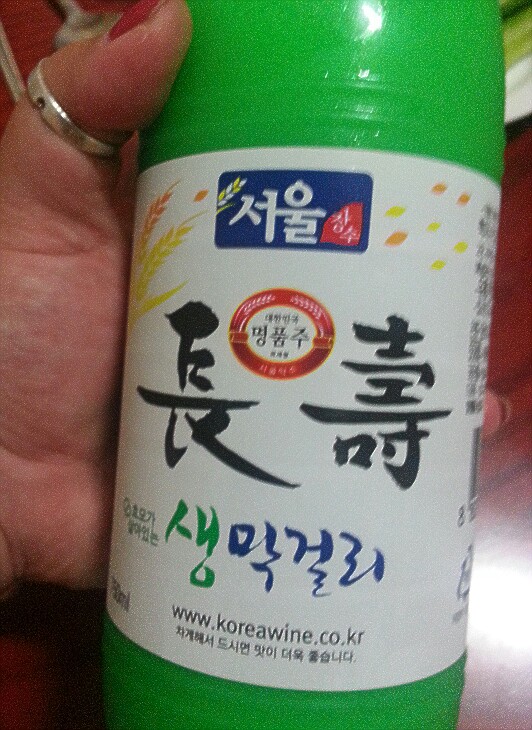 서울
장수
대한민국
명품주
長壽
효모가
살아있는
생막걸리
www.koreawine.co.kr
차게해서 드시면 맛이 더욱 좋습니다.